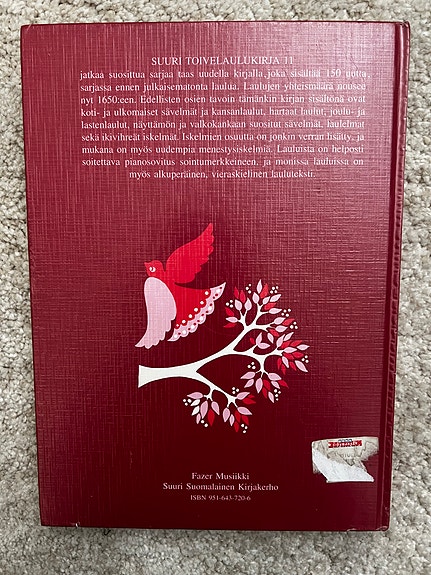 SUURI TOIVELAULUKIRJA 11
jatkaa suosittua sarjaa taas uudella kirjalla, joka sisältää 150 uutta,
sarjassa ennen julkaisematonta laulua. Laulujen yhteismäärä nousee
nyt 1650:een. Edellisten osien tavoin tämänkin kirjan sisältönä ovat
koti- ja ulkomaiset sävelmät ja kansanlaulut, hartaat laulut, joulu- ja
lastenlaulut, näyttämön ja valkokankaan suositut sävelmät, laulelmat
sekä ikivihreät iskelmät. Iskelmien osuutta on jonkin verran lisätty, ja
mukana on myös uudempia menestysiskelmiä. Lauluista on helposti
soitettava pianosovitus sointumerkkeineen, ja monissa lauluissa on
myös alkuperäinen, vieraskielinen lauluteksti.
Fazer Musiikki
Suuri Suomalainen Kirjakerho
ISBN 951-643-720-6